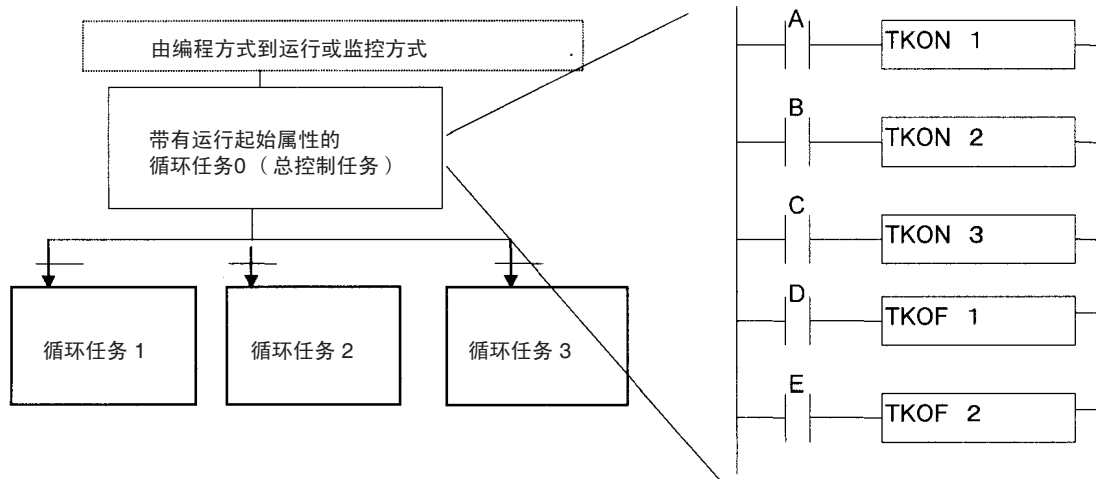 由编程方式到运行或监控方式
带有运行起始属性的
循环任务0（总控制任务）
循环任务 1
循环任务 2
循环任务 3
A
TKON 1
B
TKON 2
C
TKON 3
D
TKOF 1
E
TKOF 2